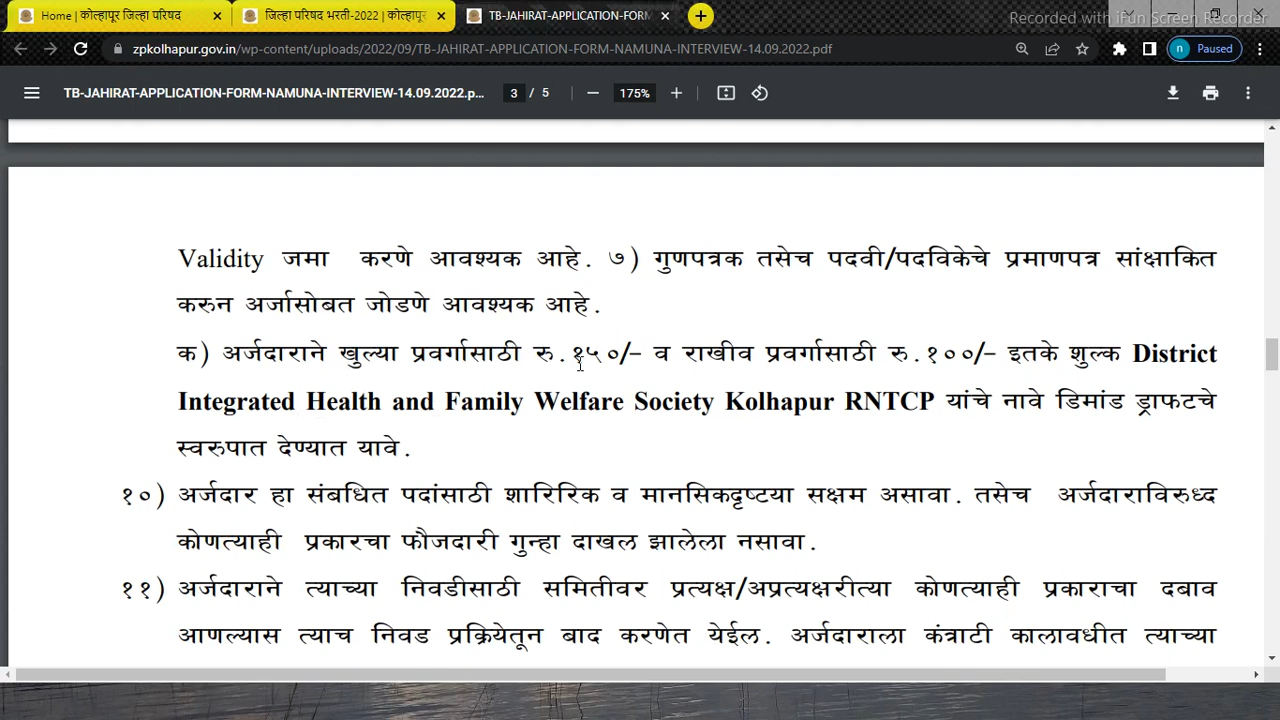 Home | कोल्हापूर जिल्हा परिषद
जिल्हा परिषद भरती-2022 | कोल्हापूर
TB-JAHIRAT-APPLICATION-FORM
Recorded with iFun Screen Recorder
zpkolhapur.gov.in/wp-content/uploads/2022/09/TB-JAHIRAT-APPLICATION-FORM-NAMUNA-INTERVIEW-14.09.2022.pdf
n Paused
TB-JAHIRAT-APPLICATION-FORM-NAMUNA-INTERVIEW-14.09.2022.p...
3 / 5
175%
Validity जमा करणे आवश्यक आहे. ७) गुणपत्रक तसेच पदवी/पदविकेचे प्रमाणपत्र सांक्षाकित
करुन अर्जासोबत जोडणे आवश्यक आहे.
क) अर्जदाराने खुल्या प्रवर्गासाठी रु.१५०/- व राखीव प्रवर्गासाठी रु.१००/- इतके शुल्क District
Integrated Health and Family Welfare Society Kolhapur RNTCP यांचे नावे डिमांड ड्राफटचे
स्वरुपात देण्यात यावे.
१०) अर्जदार हा संबधित पदांसाठी शारिरिक व मानसिकदृष्टया सक्षम असावा. तसेच अर्जदाराविरुध्द
कोणत्याही प्रकारचा फौजदारी गुन्हा दाखल झालेला नसावा.
११) अर्जदाराने त्याच्या निवडीसाठी समितीवर प्रत्यक्ष/अप्रत्यक्षरीत्या कोणत्याही प्रकाराचा दबाव
आणल्यास त्याच निवड प्रक्रियेतून बाद करणेत येईल. अर्जदाराला कंत्राटी कालावधीत त्याच्या